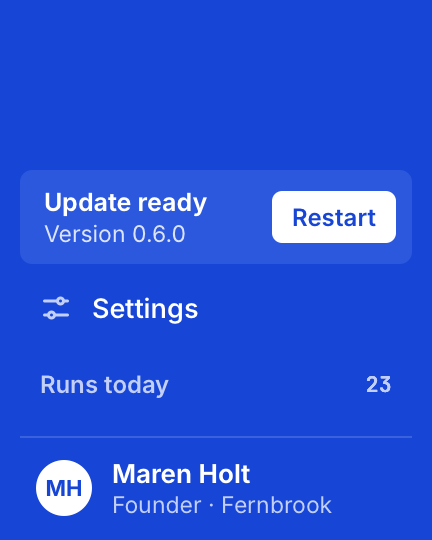 Update ready
Version 0.6.0
Restart
Settings
Runs today 23
MH
Maren Holt
Founder · Fernbrook